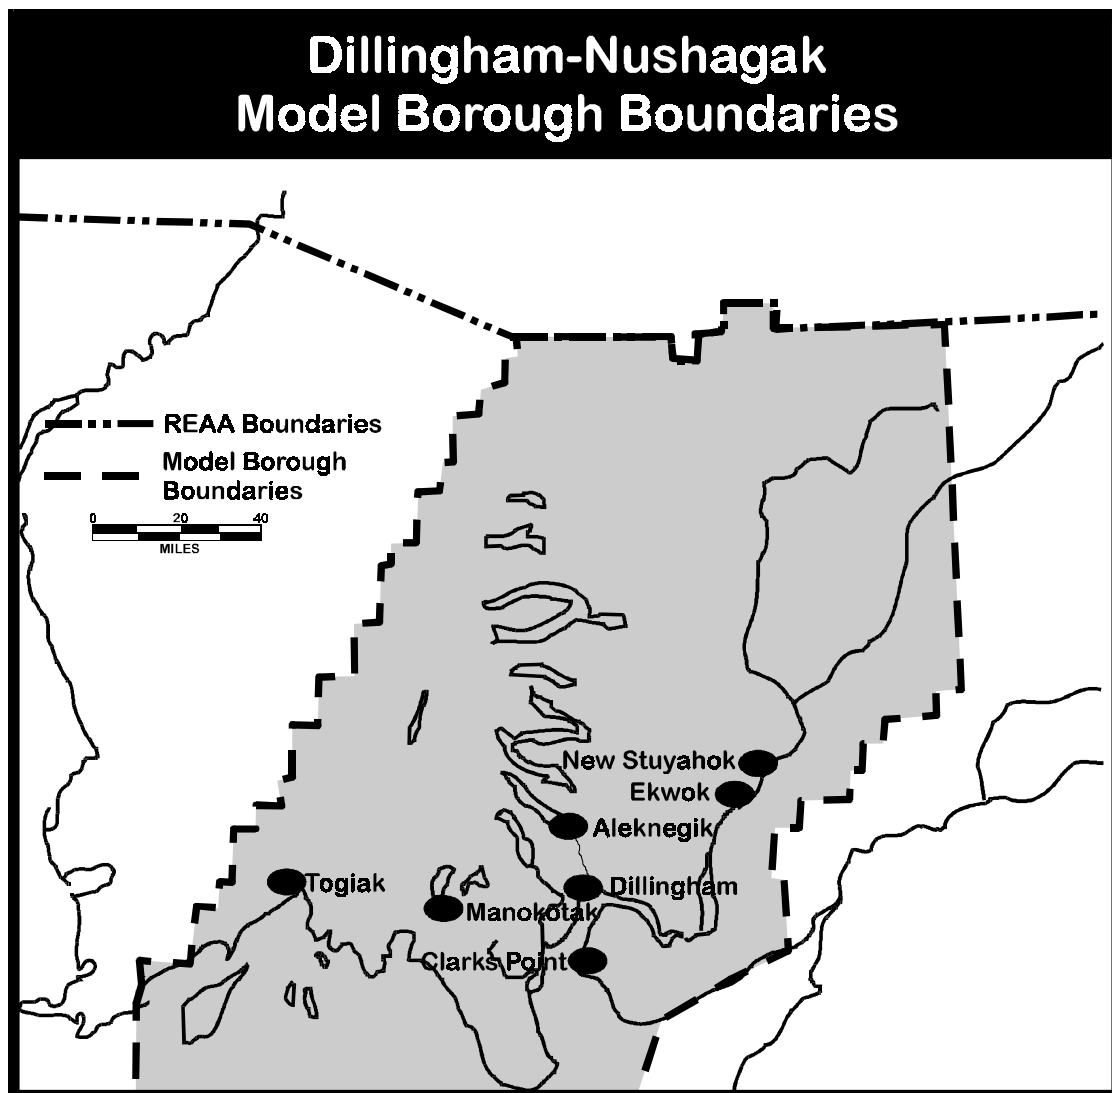 Dillingham-Nushagak
Model Borough Boundaries
REAA Boundaries
Model Borough
Boundaries
0 20 40
MILES
New Stuyahok
Ekwok
Aleknegik
Togiak
Dillingham
Manokotak
Clarks Point